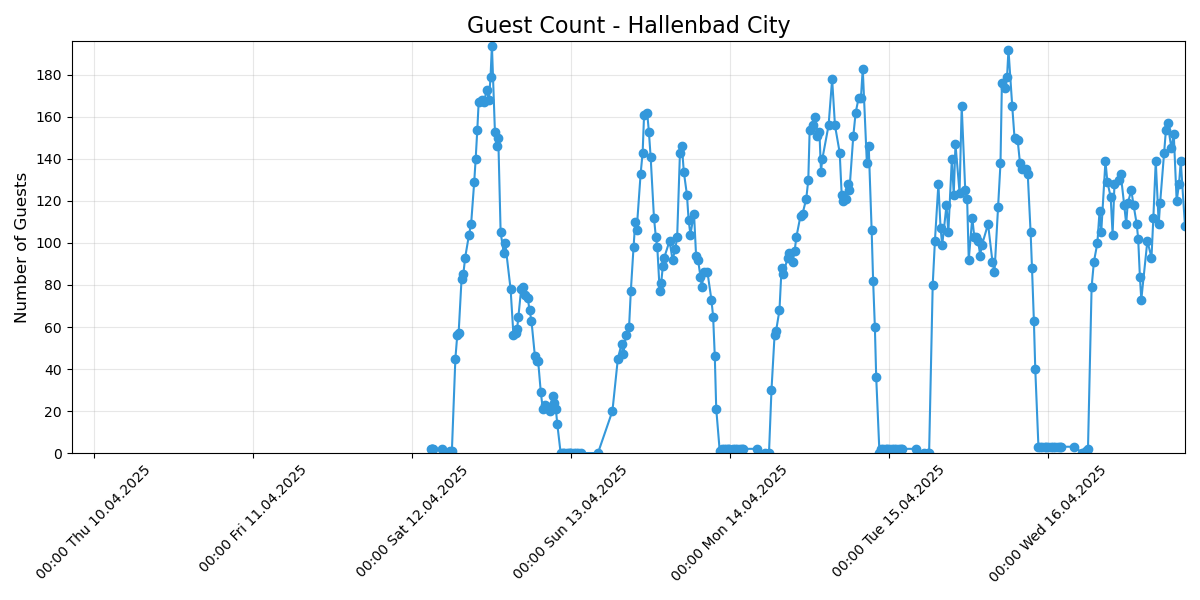 Guest Count - Hallenbad City
Number of Guests
180
160
140
120
100
80
60
40
20
0
00:00 Thu 10.04.2025
00:00 Fri 11.04.2025
00:00 Sat 12.04.2025
00:00 Sun 13.04.2025
00:00 Mon 14.04.2025
00:00 Tue 15.04.2025
00:00 Wed 16.04.2025